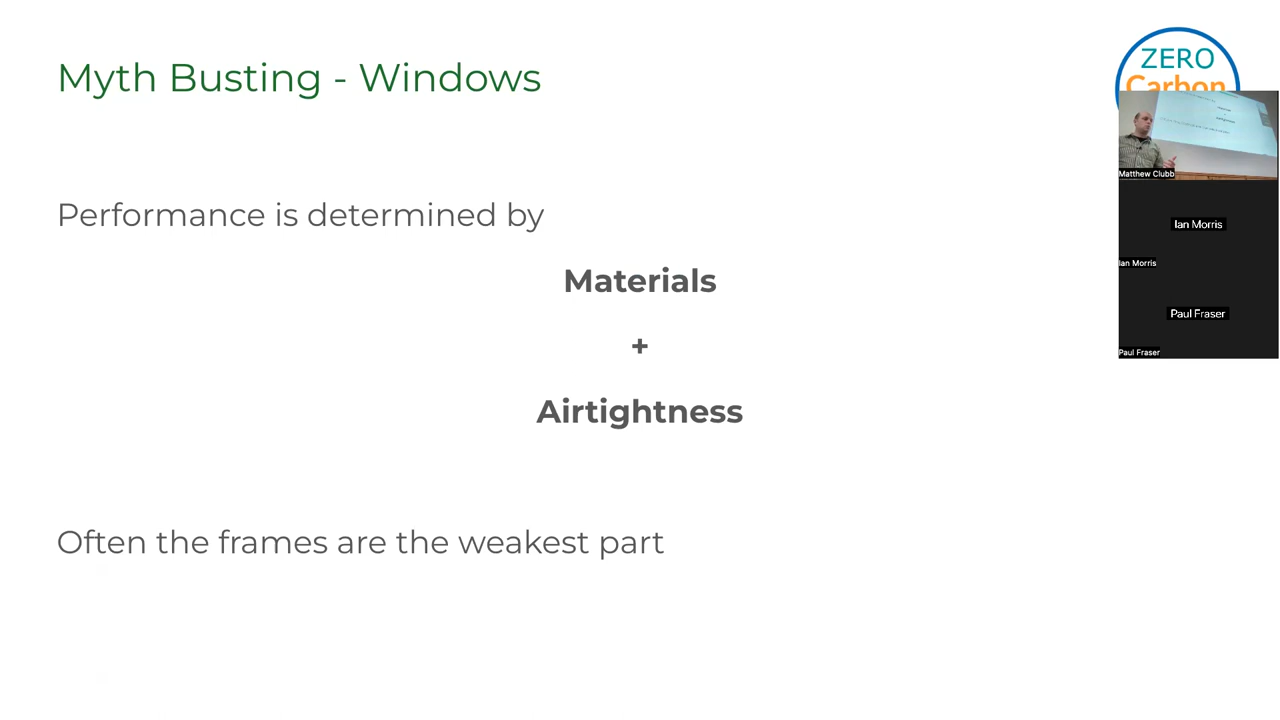 Myth Busting - Windows
ZERO
Carbon
Performance is determined by
Materials
+
Airtightness
Often the frames are the weakest part
Matthew Clubb
Ian Morris
Ian Morris
Paul Fraser
Paul Fraser